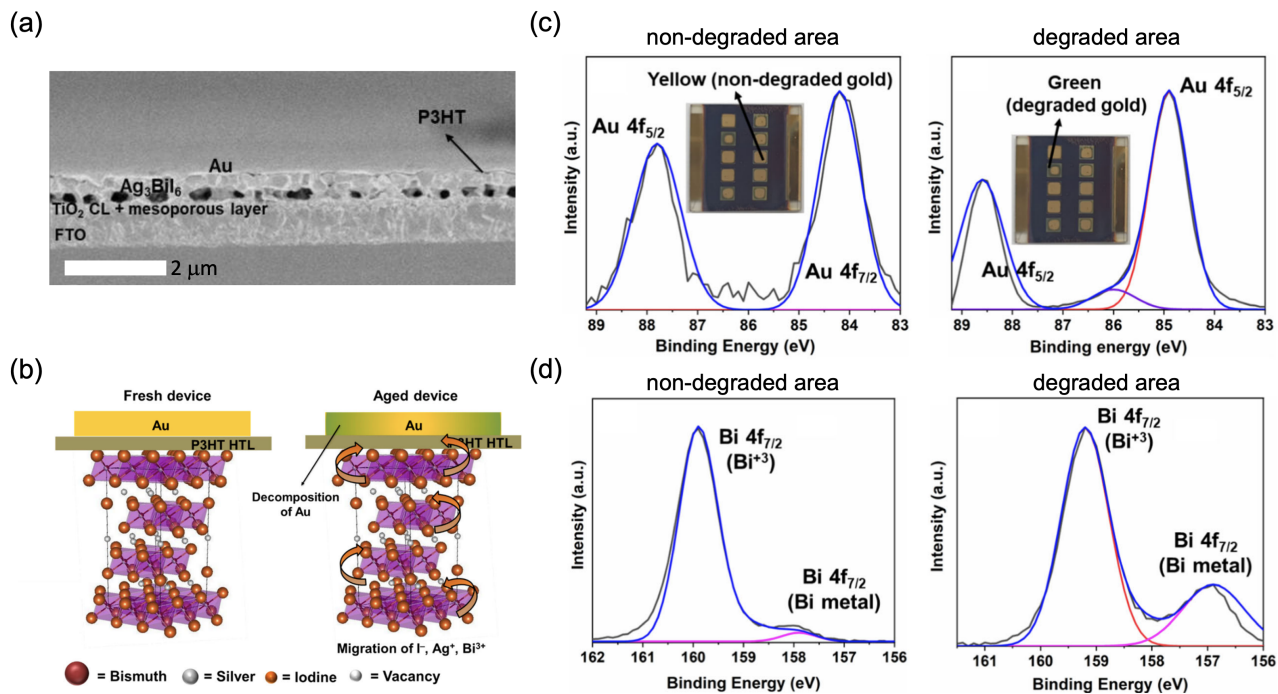 (a)
P3HT
Au
Ag3BiI6
TiO2 CL + mesoporous layer
FTO
2 μm
(b)
Fresh device
Aged device
Au
Au
P3HT HTL
3HT HTL
Decomposition
of Au
Migration of I⁻, Ag⁺, Bi³⁺
= Bismuth
= Silver
= Iodine
= Vacancy
(c)
non-degraded area
Yellow (non-degraded gold)
Au 4f5/2
Au 4f7/2
Intensity (a.u.)
89 88 87 86 85 84 83
Binding Energy (eV)
degraded area
Green
(degraded gold)
Au 4f5/2
Au 4f5/2
Intensity (a.u.)
89 88 87 86 85 84 83
Binding energy (eV)
(d)
non-degraded area
Bi 4f7/2
(Bi+3)
Bi 4f7/2
(Bi metal)
Intensity (a.u.)
162 161 160 159 158 157 156
Binding Energy (eV)
degraded area
Bi 4f7/2
(Bi+3)
Bi 4f7/2
(Bi metal)
Intensity (a.u.)
161 160 159 158 157 156
Binding Energy (eV)